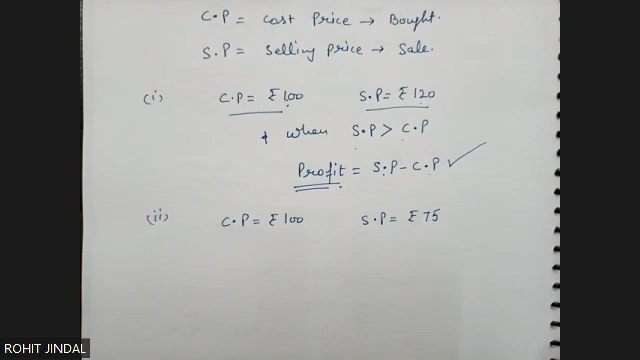 C.P = Cost Price → Bought.
S.P = Selling price → Sale.
(i) C.P = ₹100 S.P = ₹120
+ when S.P > C.P
Profit = S.P - C.P ✓
(ii) C.P = ₹100 S.P = ₹75
ROHIT JINDAL